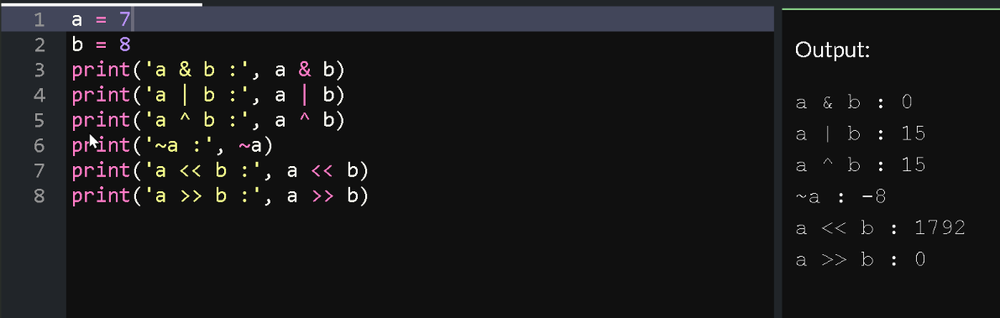 1 a = 7
2 b = 8
3 print('a & b :', a & b)
4 print('a | b :', a | b)
5 print('a ^ b :', a ^ b)
6 print('~a :', ~a)
7 print('a << b :', a << b)
8 print('a >> b :', a >> b)
Output:
a & b : 0
a | b : 15
a ^ b : 15
~a : -8
a << b : 1792
a >> b : 0